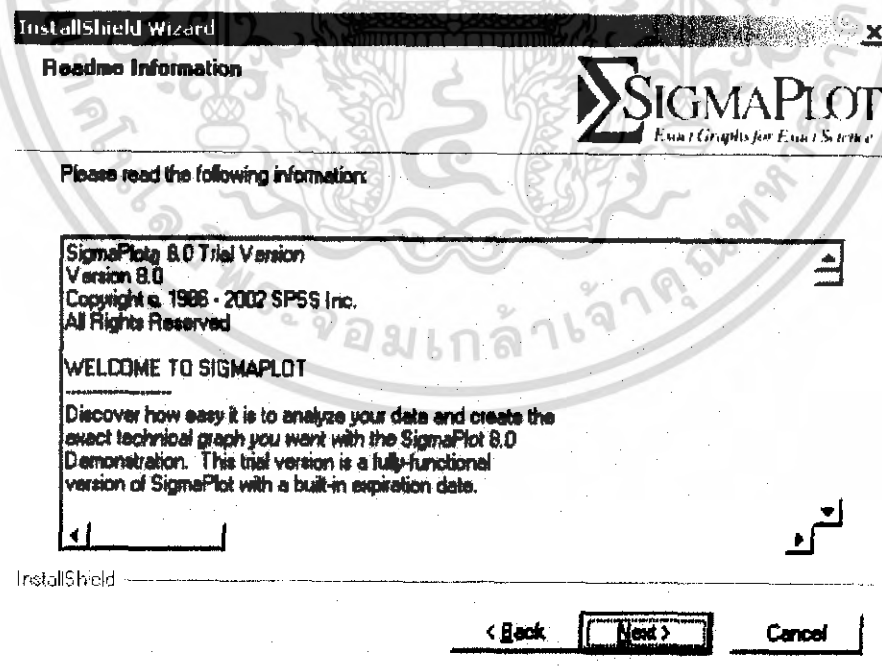 InstallShield Wizard
Readme Information
SIGMAPLOT
Exact Graphs for Exact Science
Please read the following information:
SigmaPlot 8.0 Trial Version
Version 8.0
Copyright 1986 - 2002 SPSS Inc.
All Rights Reserved
WELCOME TO SIGMAPLOT
Discover how easy it is to analyze your data and create the
exact technical graph you want with the SigmaPlot 8.0
Demonstration. This trial version is a fully-functional
version of SigmaPlot with a built-in expiration date.
InstallShield
< Back
Next >
Cancel